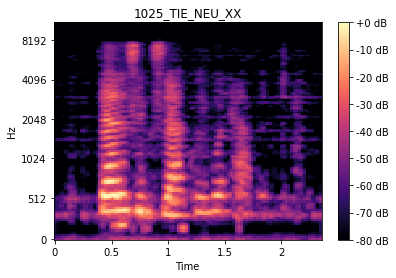 1025_TIE_NEU_XX
8192
4096
2048
1024
512
0
Hz
0
0.5
1
1.5
2
Time
+0 dB
-10 dB
-20 dB
-30 dB
-40 dB
-50 dB
-60 dB
-70 dB
-80 dB